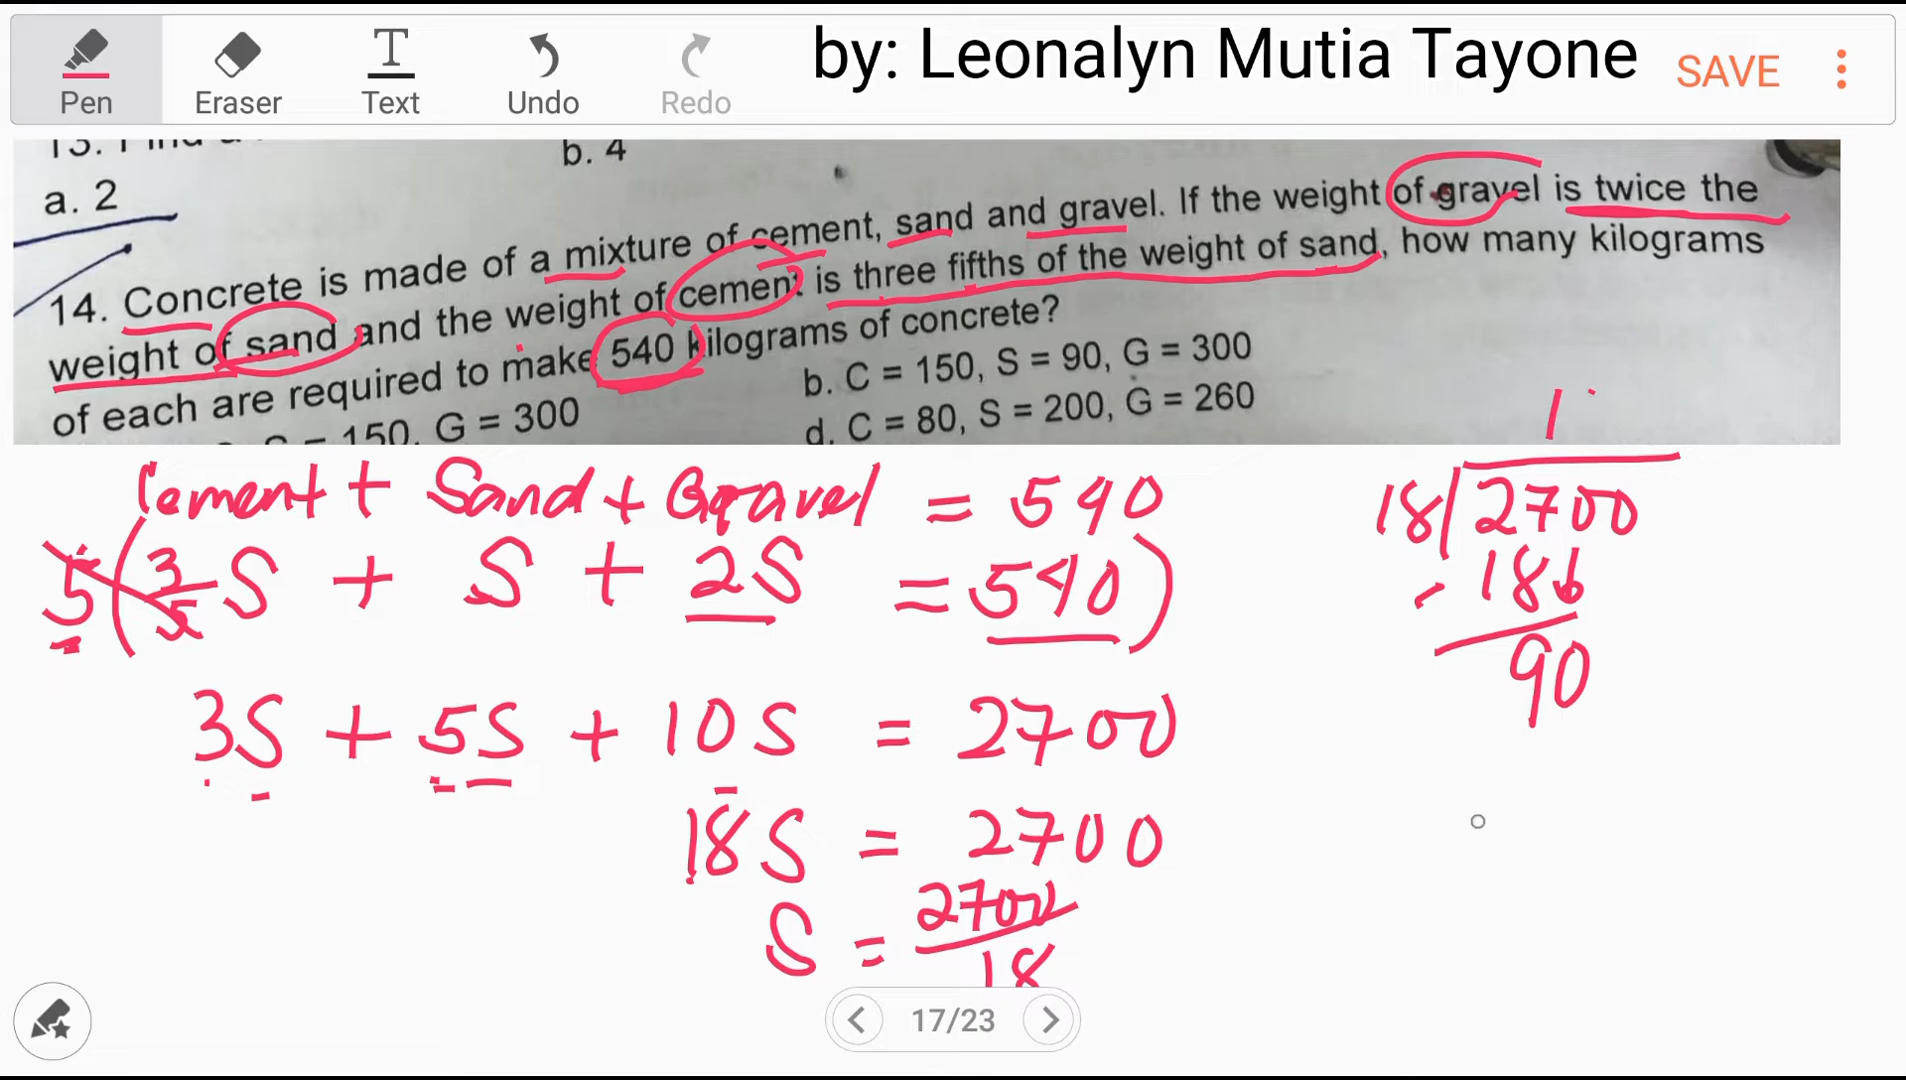 by: Leonalyn Mutia Tayone
SAVE
Pen
Eraser
Text
Undo
Redo
13.
b. 4
a. 2
14. Concrete is made of a mixture of cement, sand and gravel. If the weight of gravel is twice the
weight of sand and the weight of cement is three fifths of the weight of sand, how many kilograms
of each are required to make 540 kilograms of concrete?
150, G = 300
b. C = 150, S = 90, G = 300
d. C = 80, S = 200, G = 260
Cement + Sand + Gravel = 540
5(3/5 S + S + 2S = 540)
3S + 5S + 10S = 2700
18S = 2700
S = 2700/18
1
18 2700
- 18
90
17/23